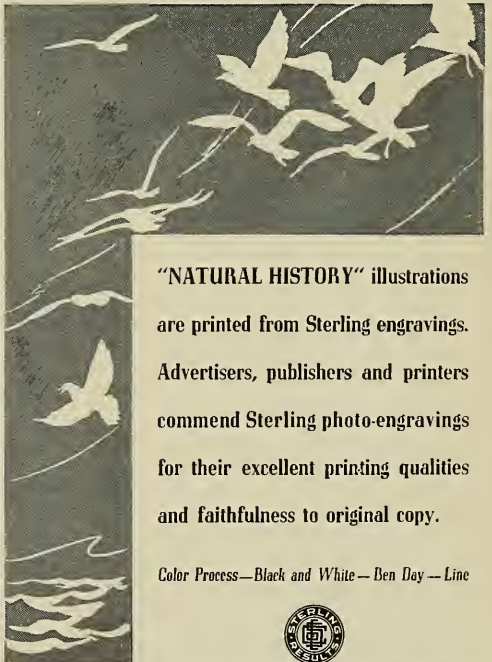 “NATURAL HISTORY“ illustrations
are printed from Sterling engravings.
Advertisers, publishers and printers
commend Sterling photo-engravings
for their excellent printing qualities
and faithfulness to original copy.
Color Process—Black and White—Ben Day—Line
STERLING
RESULTS